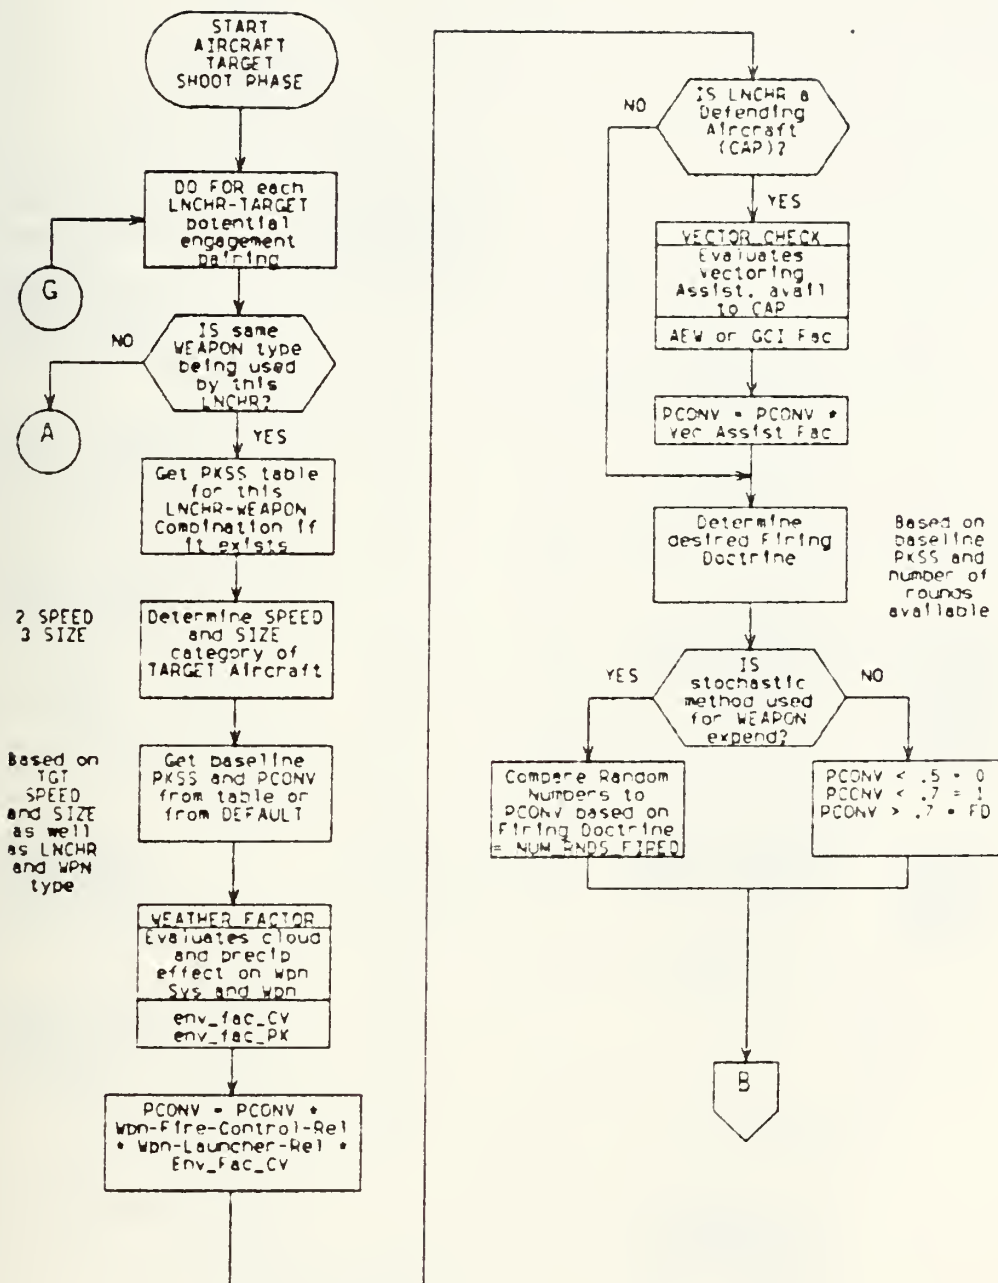 START
AIRCRAFT
TARGET
SHOOT PHASE
DO FOR each
LNCHR-TARGET
potential
engagement
pairing
G
NO
IS same
WEAPON type
being used
by this
LNCHR?
A
YES
Get PKSS table
for this
LNCHR-WEAPON
Combination if
it exists
2 SPEED
3 SIZE
Determine SPEED
and SIZE
category of
TARGET Aircraft
Based on
TGT
SPEED
and SIZE
as well
as LNCHR
and WPN
type
Get baseline
PKSS and PCONV
from table or
from DEFAULT
WEATHER_FACTOR
Evaluates cloud
and precip
effect on Wpn
Sys and Wpn
env_fac_CV
env_fac_PK
PCONV = PCONV *
Wpn-Fire-Control-Rel
* Wpn-Launcher-Rel *
Env_Fac_CV
NO
IS LNCHR a
Defending
Aircraft
(CAP)?
YES
VECTOR_CHECK
Evaluates
Vectoring
Assist. avail
to CAP
AEW or GCI Fac
PCONV = PCONV *
Vec Assist Fac
Determine
desired Firing
Doctrine
Based on
baseline
PKSS and
number of
rounds
available
YES
IS
stochastic
method used
for WEAPON
expend?
NO
Compare Random
Numbers to
PCONV based on
Firing Doctrine
= NUM_RNDS_FIRED
PCONV < .5 = 0
PCONV < .7 = 1
PCONV > .7 = FD
B